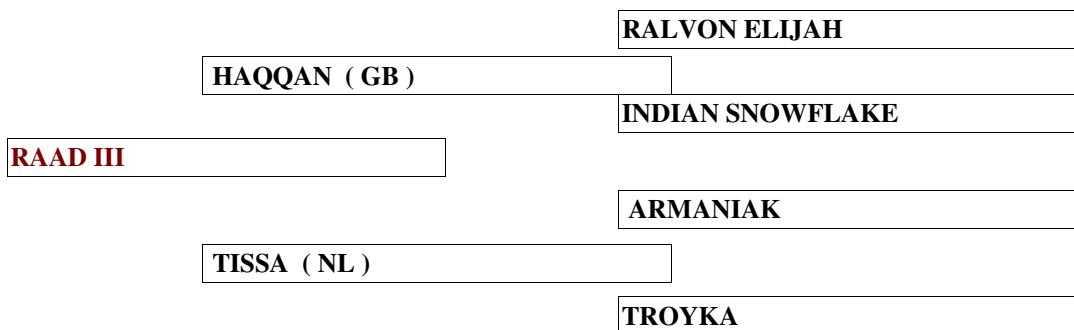 RALVON ELIJAH
HAQQAN ( GB )
INDIAN SNOWFLAKE
RAAD III
ARMANIAK
TISSA ( NL )
TROYKA